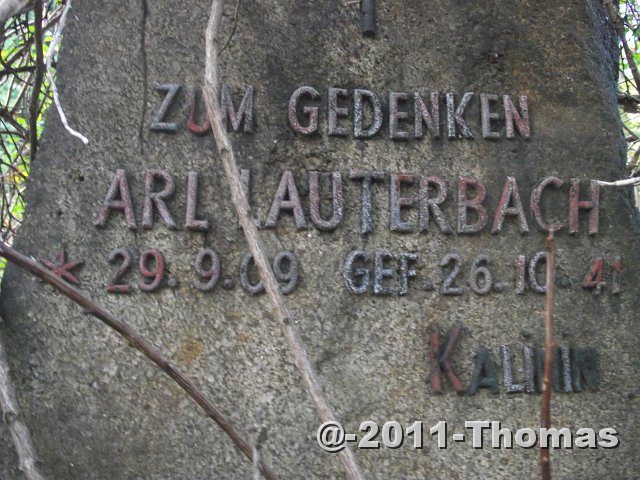 ZUM GEDENKEN
ARL LAUTERBACH
* 29.9.09 GEF. 26.10.41
KALININ
@-2011-Thomas